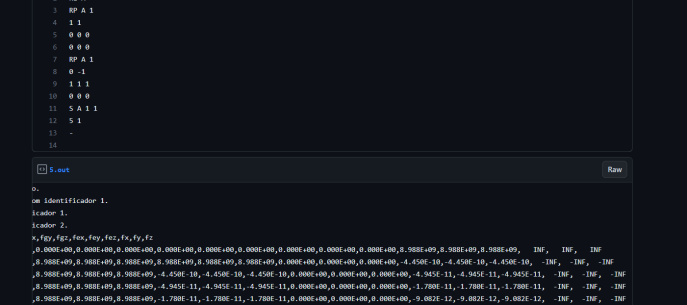 3 RP A 1
4 1 1
5 0 0 0
6 0 0 0
7 RP A 1
8 0 -1
9 1 1 1
10 0 0 0
11 S A 1 1
12 S 1
13 -
14
5.out Raw
o.
om identificador 1.
icador 1.
icador 2.
x,fgy,fgz,fex,fey,fez,fx,fy,fz
,0.000E+00,0.000E+00,0.000E+00,0.000E+00,0.000E+00,0.000E+00,0.000E+00,0.000E+00,0.000E+00,8.988E+09,8.988E+09,8.988E+09, INF, INF, INF
,8.988E+09,8.988E+09,8.988E+09,8.988E+09,8.988E+09,8.988E+09,0.000E+00,0.000E+00,0.000E+00,-4.450E-10,-4.450E-10,-4.450E-10, -INF, -INF, -INF
,8.988E+09,8.988E+09,8.988E+09,-4.450E-10,-4.450E-10,-4.450E-10,0.000E+00,0.000E+00,0.000E+00,-4.945E-11,-4.945E-11,-4.945E-11, -INF, -INF, -INF
,8.988E+09,8.988E+09,8.988E+09,-4.945E-11,-4.945E-11,-4.945E-11,0.000E+00,0.000E+00,0.000E+00,-1.780E-11,-1.780E-11,-1.780E-11, -INF, -INF, -INF
,8.988E+09,8.988E+09,8.988E+09,-1.780E-11,-1.780E-11,-1.780E-11,0.000E+00,0.000E+00,0.000E+00,-9.082E-12,-9.082E-12,-9.082E-12, -INF, -INF, -INF